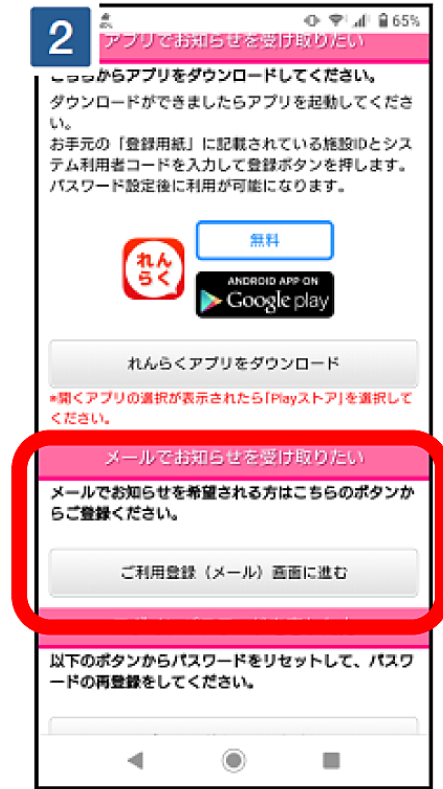 2
65%
アプリでお知らせを受け取りたい
こちらからアプリをダウンロードしてください。
ダウンロードができましたらアプリを起動してくださ
い。
お手元の「登録用紙」に記載されている施設IDとシス
テム利用者コードを入力して登録ボタンを押します。
パスワード設定後に利用が可能になります。
無料
れん
らく
ANDROID APP ON
Google play
れんらくアプリをダウンロード
*開くアプリの選択が表示されたら「Playストア」を選択して
ください。
メールでお知らせを受け取りたい
メールでお知らせを希望される方はこちらのボタンか
らご登録ください。
ご利用登録（メール）画面に進む
以下のボタンからパスワードをリセットして、パスワ
ードの再登録をしてください。